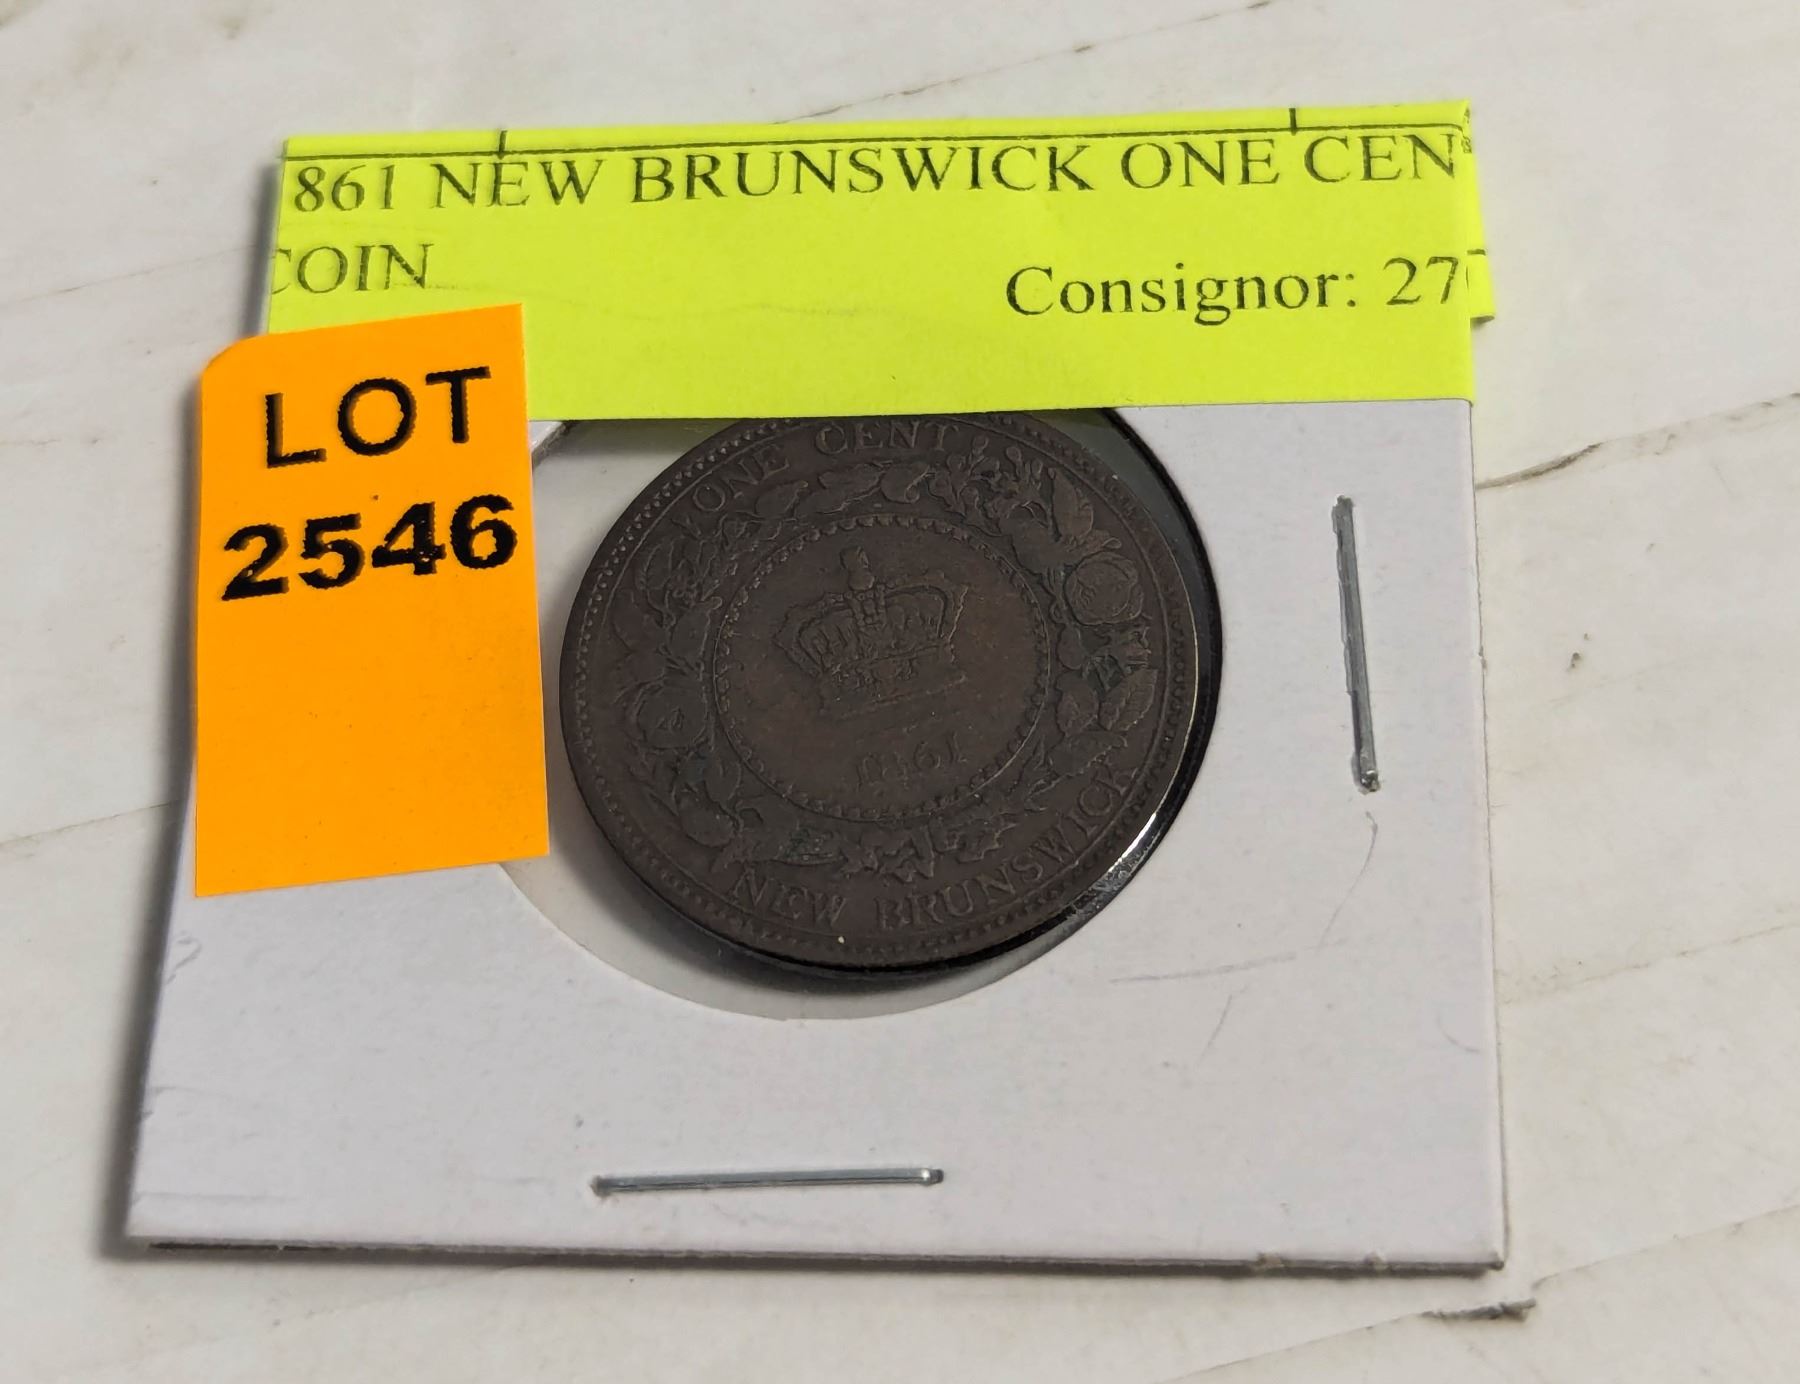 861 NEW BRUNSWICK ONE CEN
COIN
Consignor: 27
LOT
2546
ONE CENT
1861
NEW BRUNSWICK